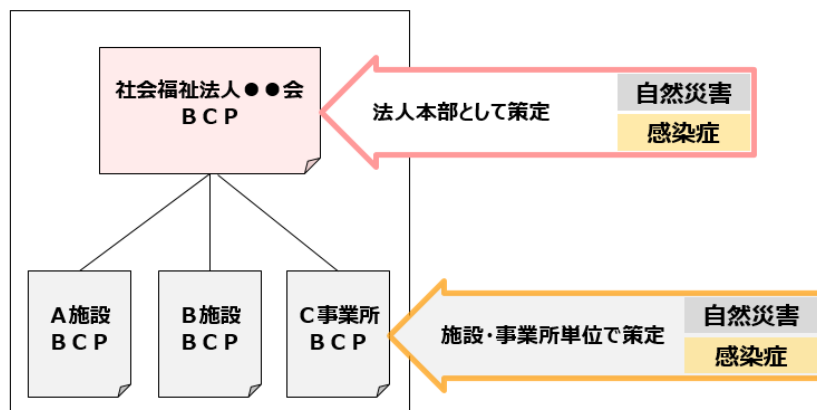 社会福祉法人●●会
ＢＣＰ
法人本部として策定
自然災害
感染症
Ａ施設
ＢＣＰ
Ｂ施設
ＢＣＰ
Ｃ事業所
ＢＣＰ
施設・事業所単位で策定
自然災害
感染症